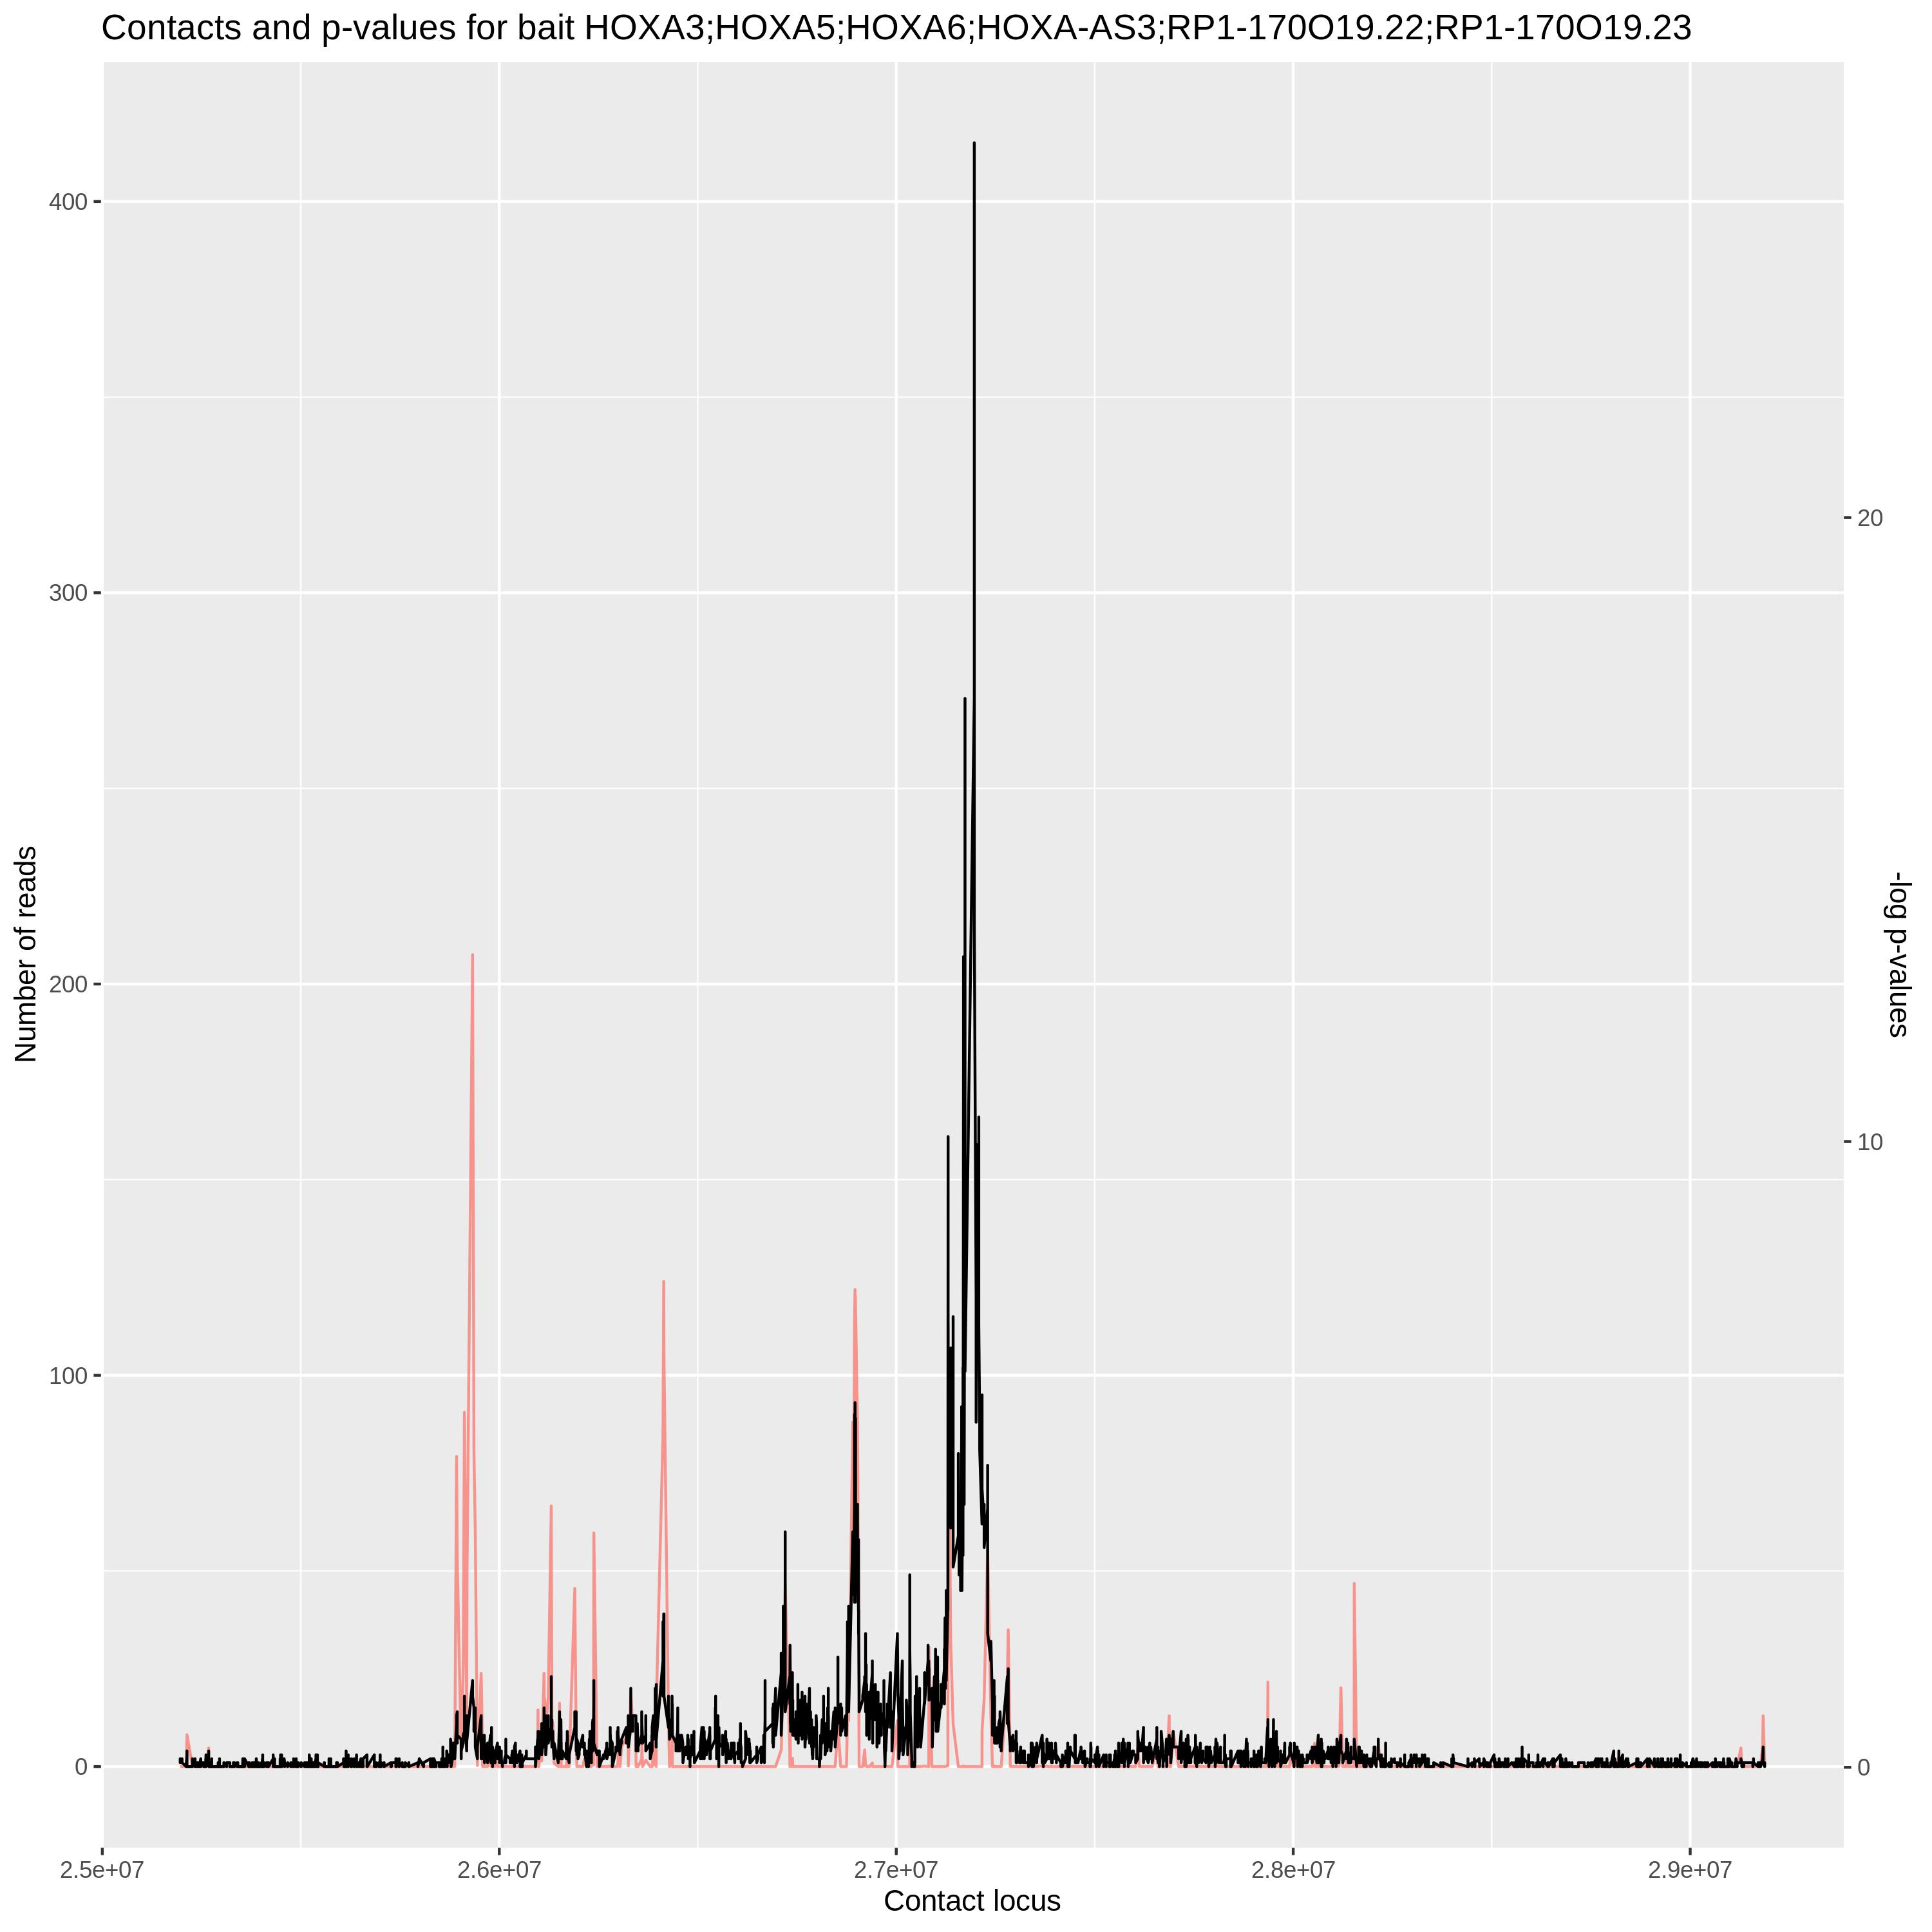 Contacts and p-values for bait HOXA3;HOXA5;HOXA6;HOXA-AS3;RP1-170O19.22;RP1-170O19.23
400
300
200
100
0
Number of reads
20
10
0
-log p-values
2.5e+07 2.6e+07 2.7e+07 2.8e+07 2.9e+07
Contact locus